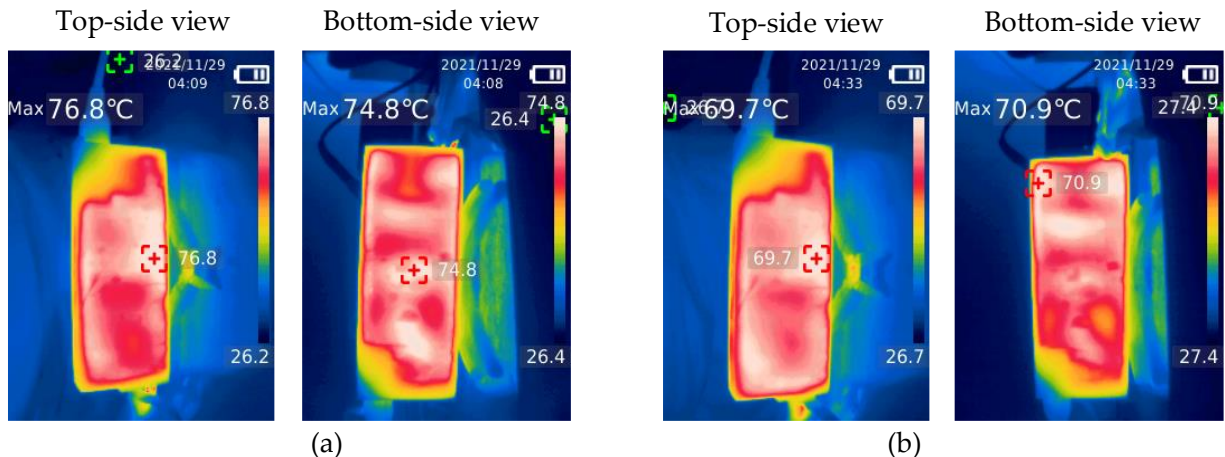 Top-side view
Bottom-side view
Top-side view
Bottom-side view
26.2
2021/11/29
04:09
Max 76.8℃
76.8
76.8
26.2
2021/11/29
04:08
Max 74.8℃
74.8
26.4
74.8
26.4
2021/11/29
04:33
Max 69.7℃
69.7
69.7
26.7
2021/11/29
04:33
Max 70.9℃
70.9
27.4
70.9
27.4
(a)
(b)